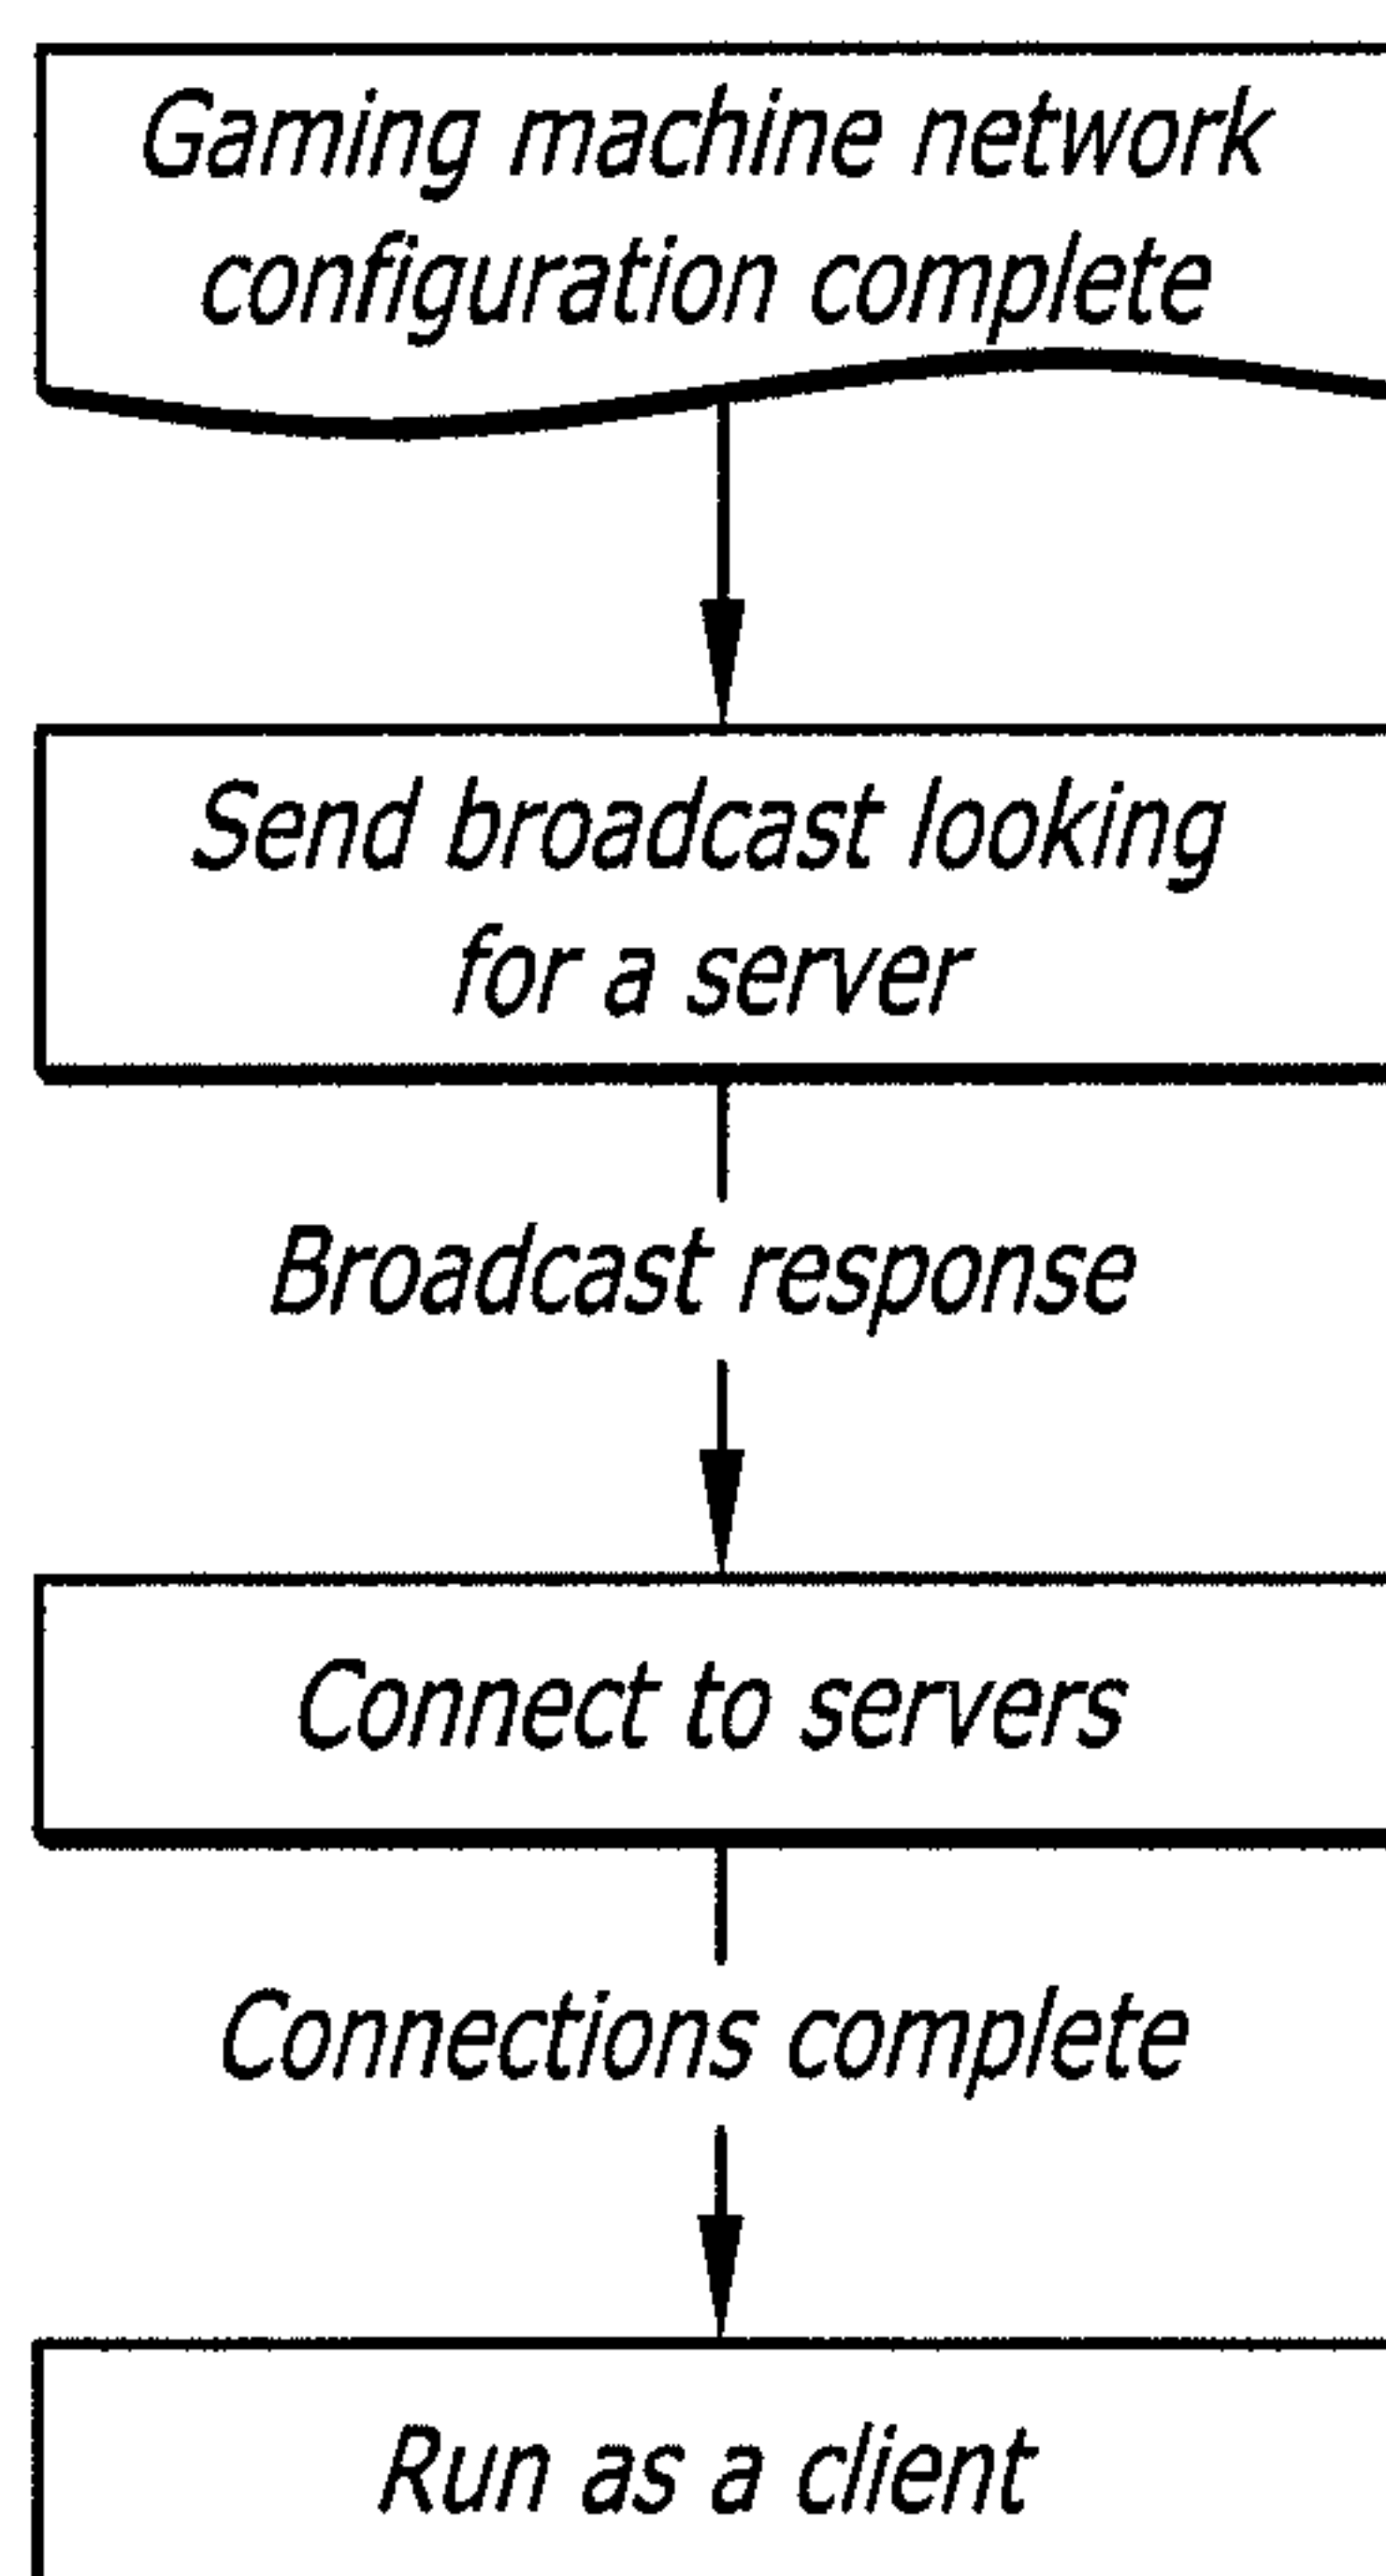 Gaming machine network
configuration complete
Send broadcast looking
for a server
Broadcast response
Connect to servers
Connections complete
Run as a client